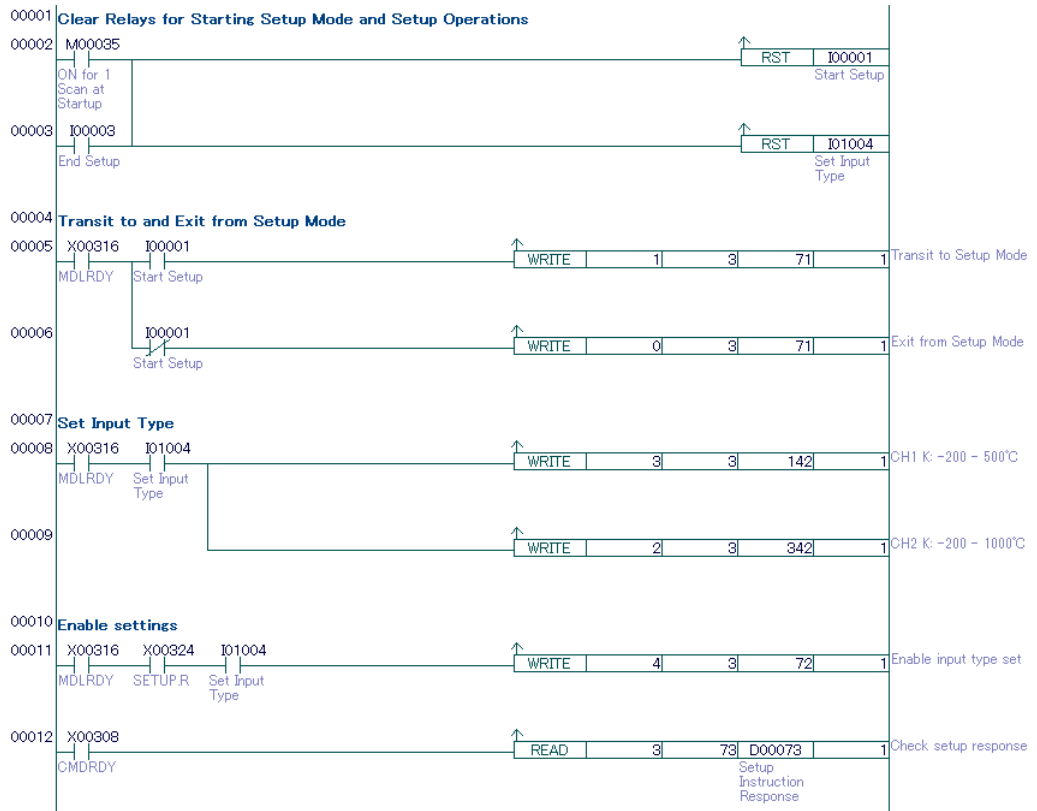 00001 Clear Relays for Starting Setup Mode and Setup Operations
00002 M00035 RST I00001
ON for 1 Start Setup
Scan at
Startup
00003 I00003 RST I01004
End Setup Set Input
Type
00004 Transit to and Exit from Setup Mode
00005 X00316 I00001 WRITE 1 3 71 1 Transit to Setup Mode
MDLRDY Start Setup
00006 I00001 WRITE 0 3 71 1 Exit from Setup Mode
Start Setup
00007 Set Input Type
00008 X00316 I01004 WRITE 3 3 142 1 CH1 K: -200 - 500℃
MDLRDY Set Input
Type
00009 WRITE 2 3 342 1 CH2 K: -200 - 1000℃
00010 Enable settings
00011 X00316 X00324 I01004 WRITE 4 3 72 1 Enable input type set
MDLRDY SETUP.R Set Input
Type
00012 X00308 READ 3 73 D00073 1 Check setup response
CMDRDY Setup
Instruction
Response